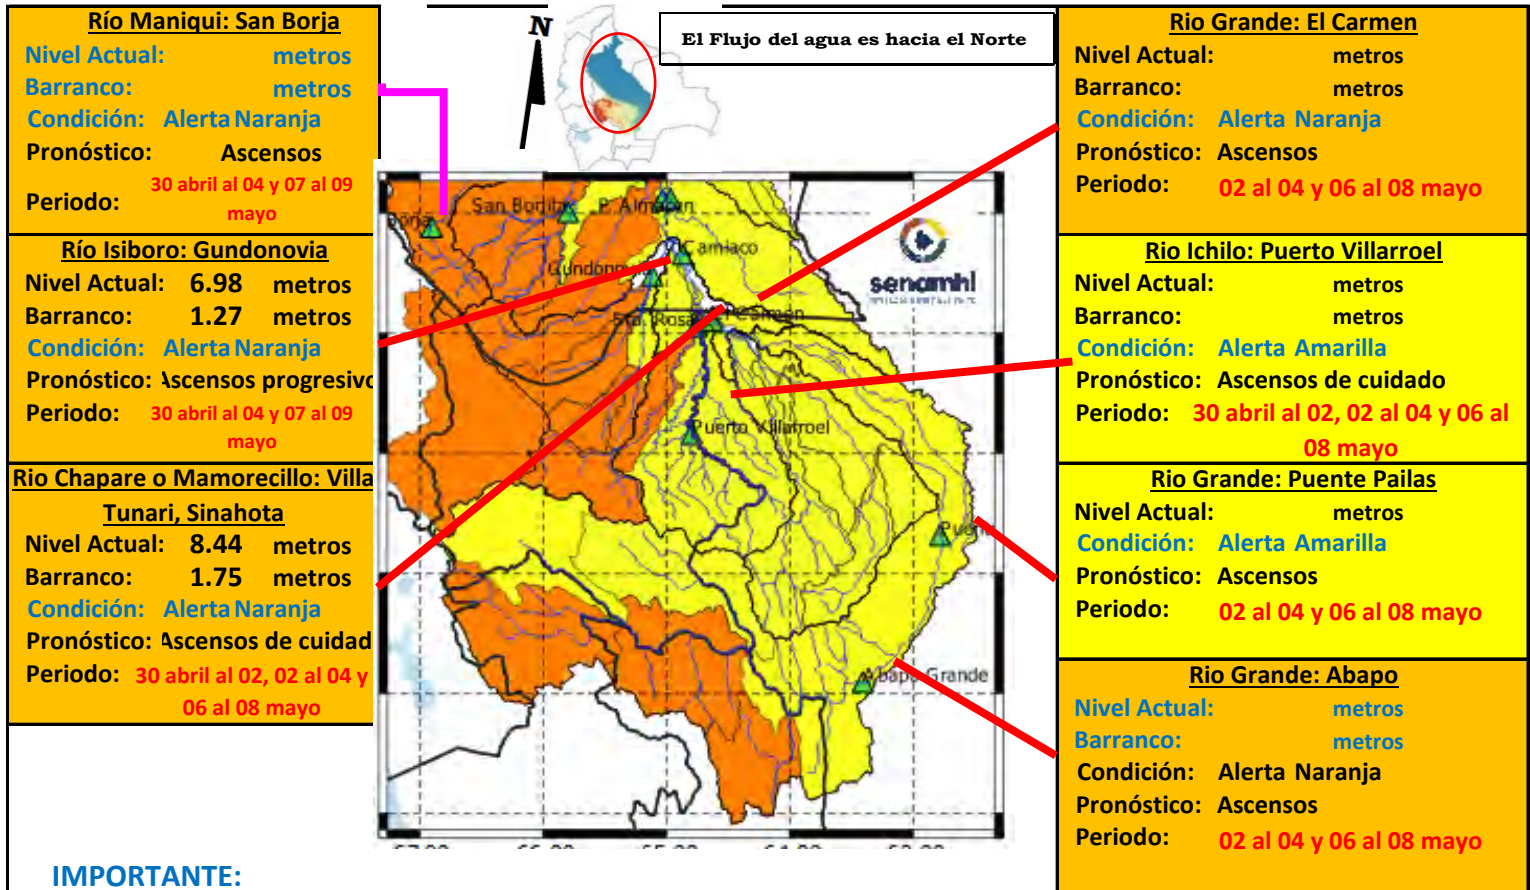 Río Maniqui: San Borja
Nivel Actual: metros
Barranco: metros
Condición: Alerta Naranja
Pronóstico: Ascensos
Periodo: 30 abril al 04 y 07 al 09
mayo
Río Isiboro: Gundonovia
Nivel Actual: 6.98 metros
Barranco: 1.27 metros
Condición: Alerta Naranja
Pronóstico: Ascensos progresivo
Periodo: 30 abril al 04 y 07 al 09
mayo
Rio Chapare o Mamorecillo: Villa
Tunari, Sinahota
Nivel Actual: 8.44 metros
Barranco: 1.75 metros
Condición: Alerta Naranja
Pronóstico: Ascensos de cuidad
Periodo: 30 abril al 02, 02 al 04 y
06 al 08 mayo
IMPORTANTE:
N
El Flujo del agua es hacia el Norte
San Borjita
P. Almacen
Camiaco
senamhi
Sta. Rosa
Puerto Villarroel
Abapo Grande
Rio Grande: El Carmen
Nivel Actual: metros
Barranco: metros
Condición: Alerta Naranja
Pronóstico: Ascensos
Periodo: 02 al 04 y 06 al 08 mayo
Rio Ichilo: Puerto Villarroel
Nivel Actual: metros
Barranco: metros
Condición: Alerta Amarilla
Pronóstico: Ascensos de cuidado
Periodo: 30 abril al 02, 02 al 04 y 06 al
08 mayo
Rio Grande: Puente Pailas
Nivel Actual: metros
Condición: Alerta Amarilla
Pronóstico: Ascensos
Periodo: 02 al 04 y 06 al 08 mayo
Rio Grande: Abapo
Nivel Actual: metros
Barranco: metros
Condición: Alerta Naranja
Pronóstico: Ascensos
Periodo: 02 al 04 y 06 al 08 mayo